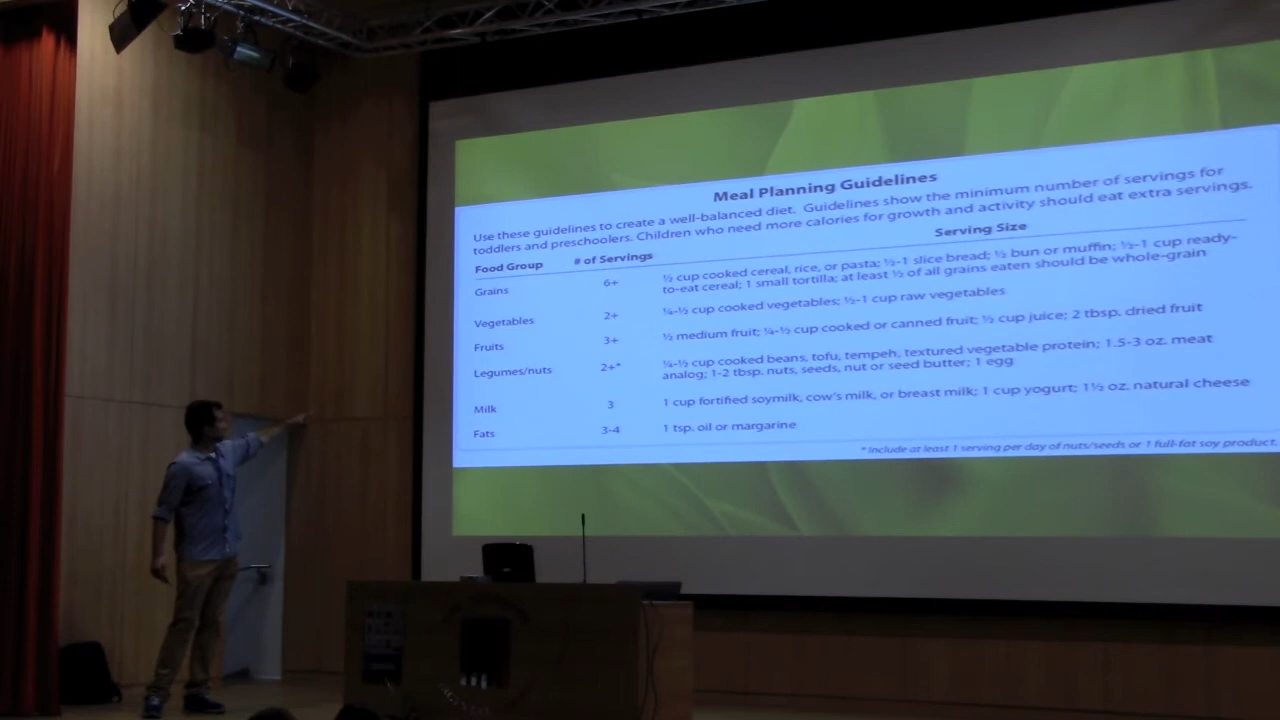 Meal Planning Guidelines
Use these guidelines to create a well-balanced diet. Guidelines show the minimum number of servings for
toddlers and preschoolers. Children who need more calories for growth and activity should eat extra servings.
Food Group # of Servings Serving Size
Grains 6+ ½ cup cooked cereal, rice, or pasta; ½-1 slice bread; ½ bun or muffin; ½-1 cup ready-
to-eat cereal; 1 small tortilla; at least ½ of all grains eaten should be whole-grain
Vegetables 2+ ¼-½ cup cooked vegetables; ½-1 cup raw vegetables
Fruits 3+ ½ medium fruit; ¼-½ cup cooked or canned fruit; ½ cup juice; 2 tbsp. dried fruit
Legumes/nuts 2+* ¼-½ cup cooked beans, tofu, tempeh, textured vegetable protein; 1.5-3 oz. meat
analog; 1-2 tbsp. nuts, seeds, nut or seed butter; 1 egg
Milk 3 1 cup fortified soymilk, cow's milk, or breast milk; 1 cup yogurt; 1½ oz. natural cheese
Fats 3-4 1 tsp. oil or margarine
* Include at least 1 serving per day of nuts/seeds or 1 full-fat soy product.